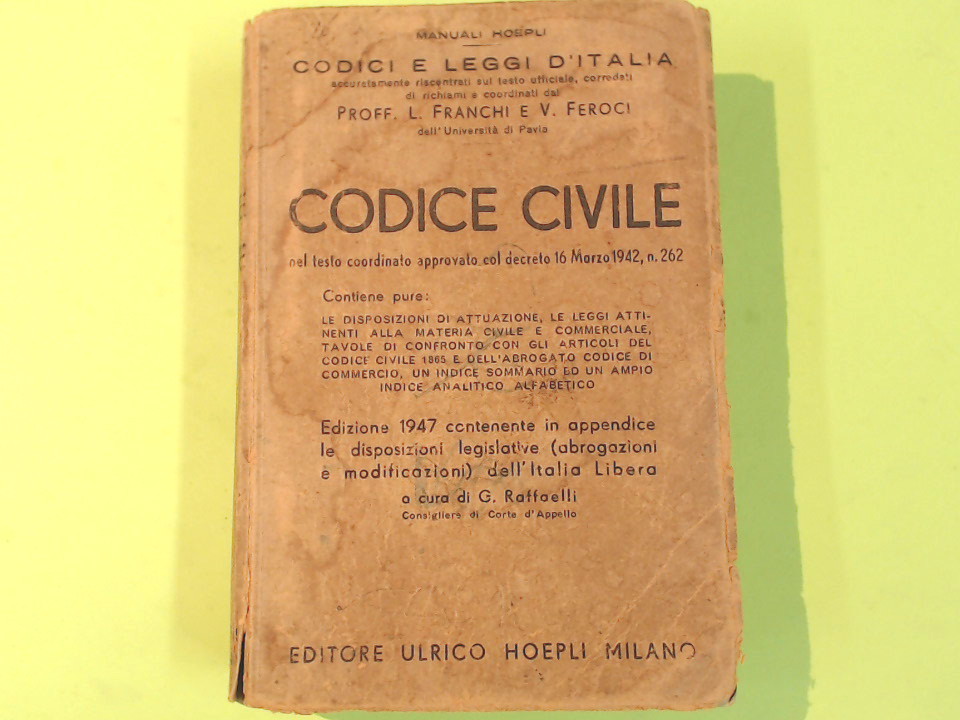 MANUALI HOEPLI
CODICI E LEGGI D'ITALIA
accuratamente riscontrati sul testo ufficiale, corredati
di richiami e coordinati dai
PROFF. L. FRANCHI E V. FEROCI
dell'Università di Pavia
CODICE CIVILE
nel testo coordinato approvato col decreto 16 Marzo 1942, n. 262
Contiene pure:
LE DISPOSIZIONI DI ATTUAZIONE, LE LEGGI ATTI-
NENTI ALLA MATERIA CIVILE E COMMERCIALE,
TAVOLE DI CONFRONTO CON GLI ARTICOLI DEL
CODICE CIVILE 1865 E DELL'ABROGATO CODICE DI
COMMERCIO, UN INDICE SOMMARIO ED UN AMPIO
INDICE ANALITICO ALFABETICO
Edizione 1947 contenente in appendice
le disposizioni legislative (abrogazioni
e modificazioni) dell'Italia Libera
a cura di G. Raffaelli
Consigliere di Corte d'Appello
EDITORE ULRICO HOEPLI MILANO